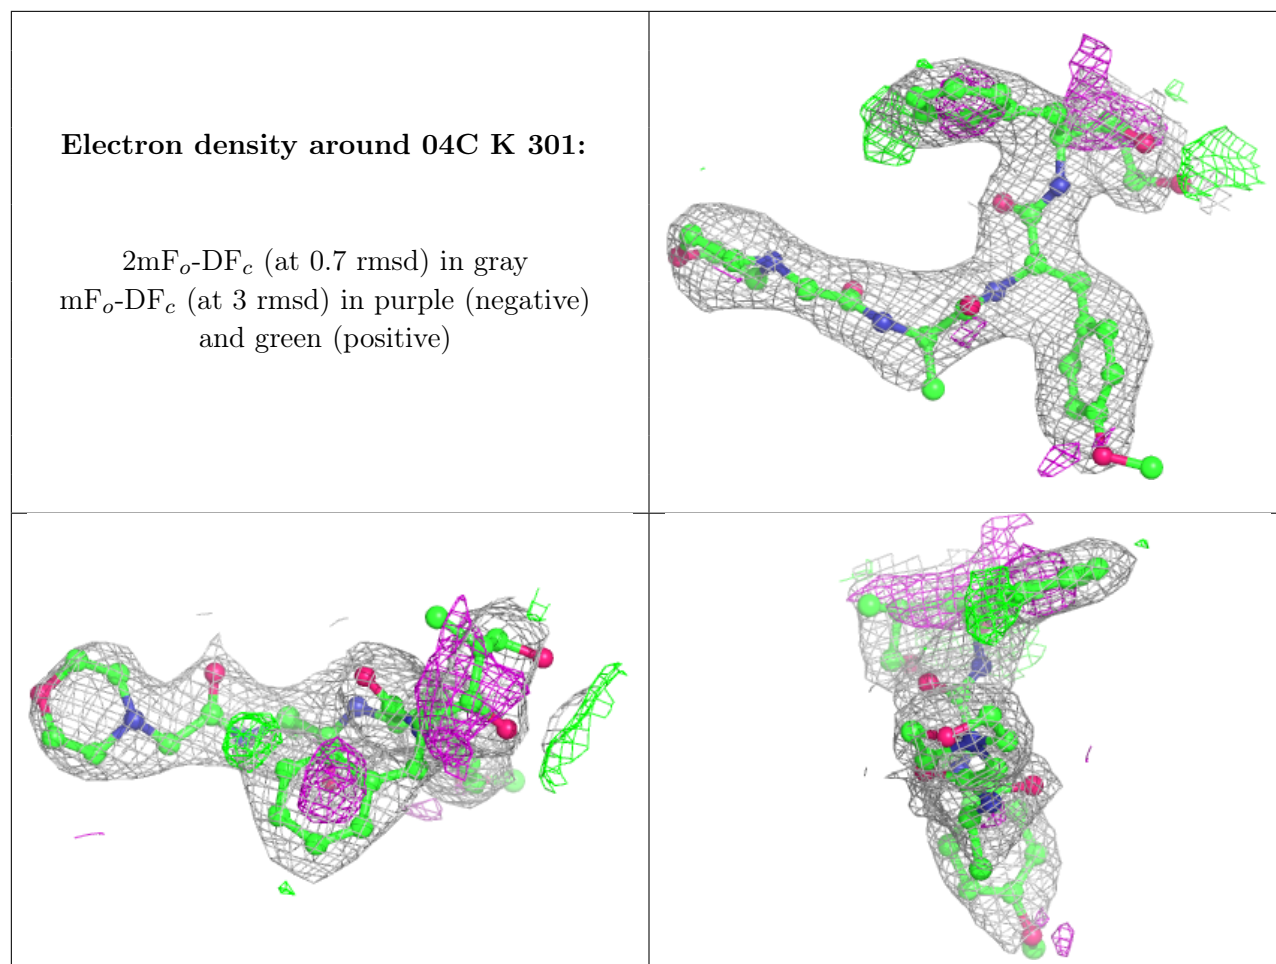 Electron density around 04C K 301:
2mFo-DFc (at 0.7 rmsd) in gray
mFo-DFc (at 3 rmsd) in purple (negative)
and green (positive)